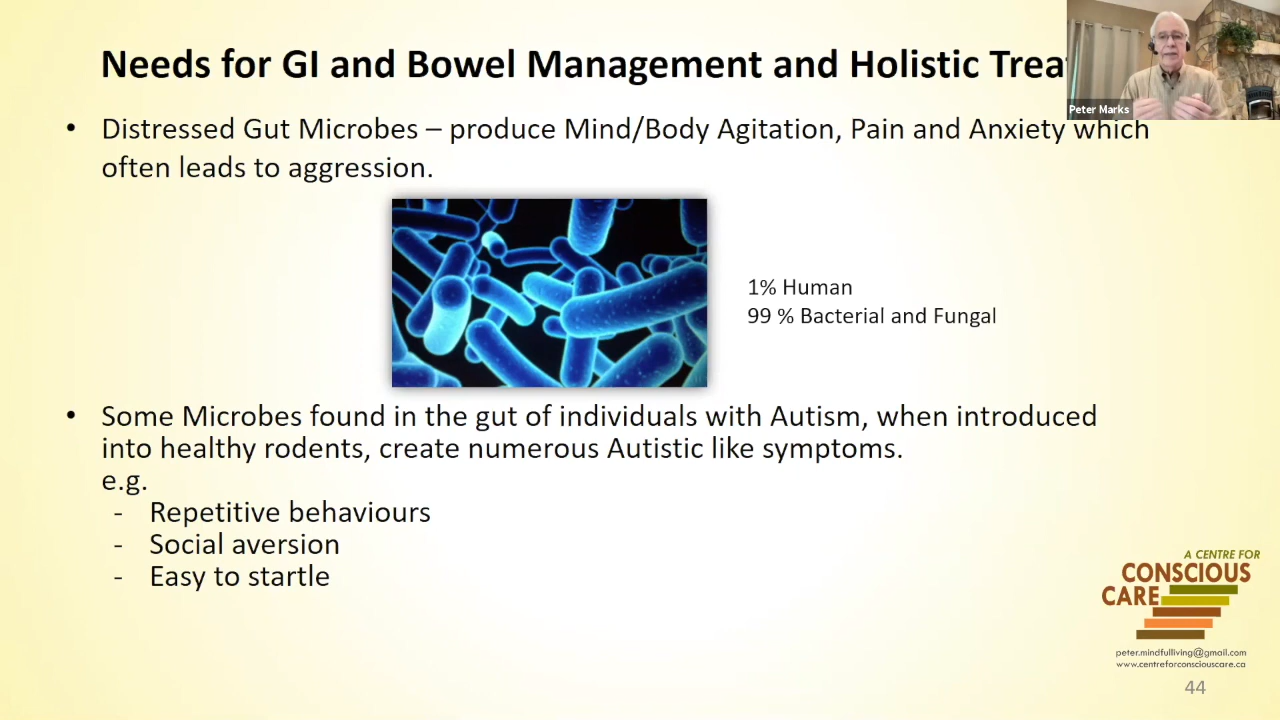 Needs for GI and Bowel Management and Holistic
Peter Marks
• Distressed Gut Microbes – produce Mind/Body Agitation, Pain and Anxiety which
often leads to aggression.
1% Human
99 % Bacterial and Fungal
• Some Microbes found in the gut of individuals with Autism, when introduced
into healthy rodents, create numerous Autistic like symptoms.
e.g.
- Repetitive behaviours
- Social aversion
- Easy to startle
A CENTRE FOR
CONSCIOUS
CARE
peter.mindfulliving@gmail.com
www.centreforconsciouscare.ca
44